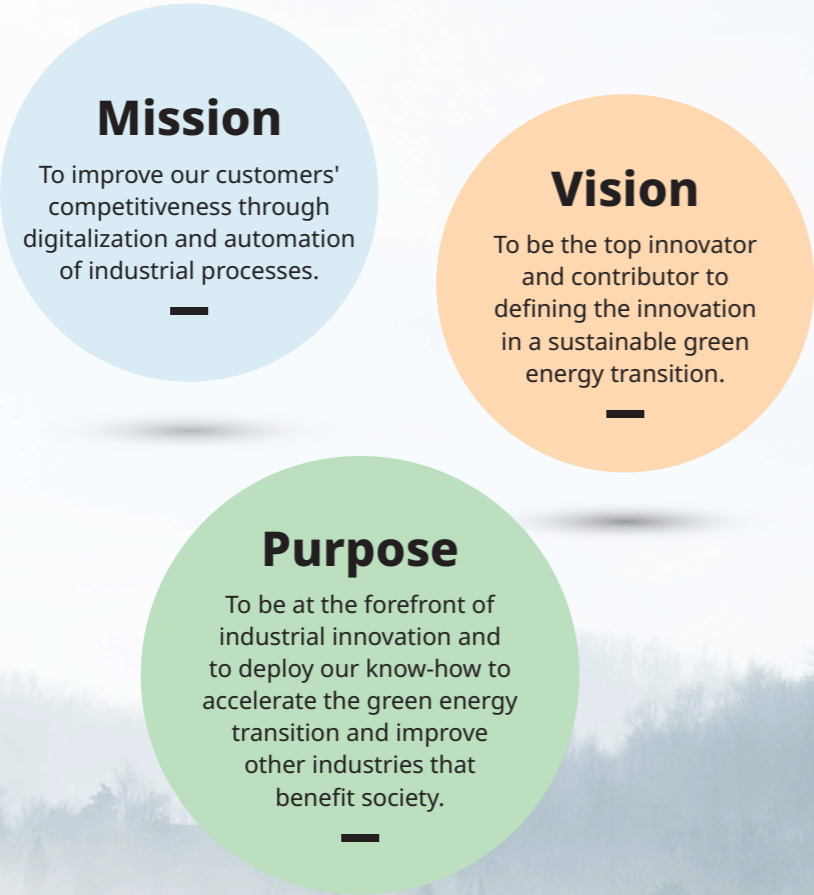 Mission
To improve our customers'
competitiveness through
digitalization and automation
of industrial processes.
Vision
To be the top innovator
and contributor to
defining the innovation
in a sustainable green
energy transition.
Purpose
To be at the forefront of
industrial innovation and
to deploy our know-how to
accelerate the green energy
transition and improve
other industries that
benefit society.